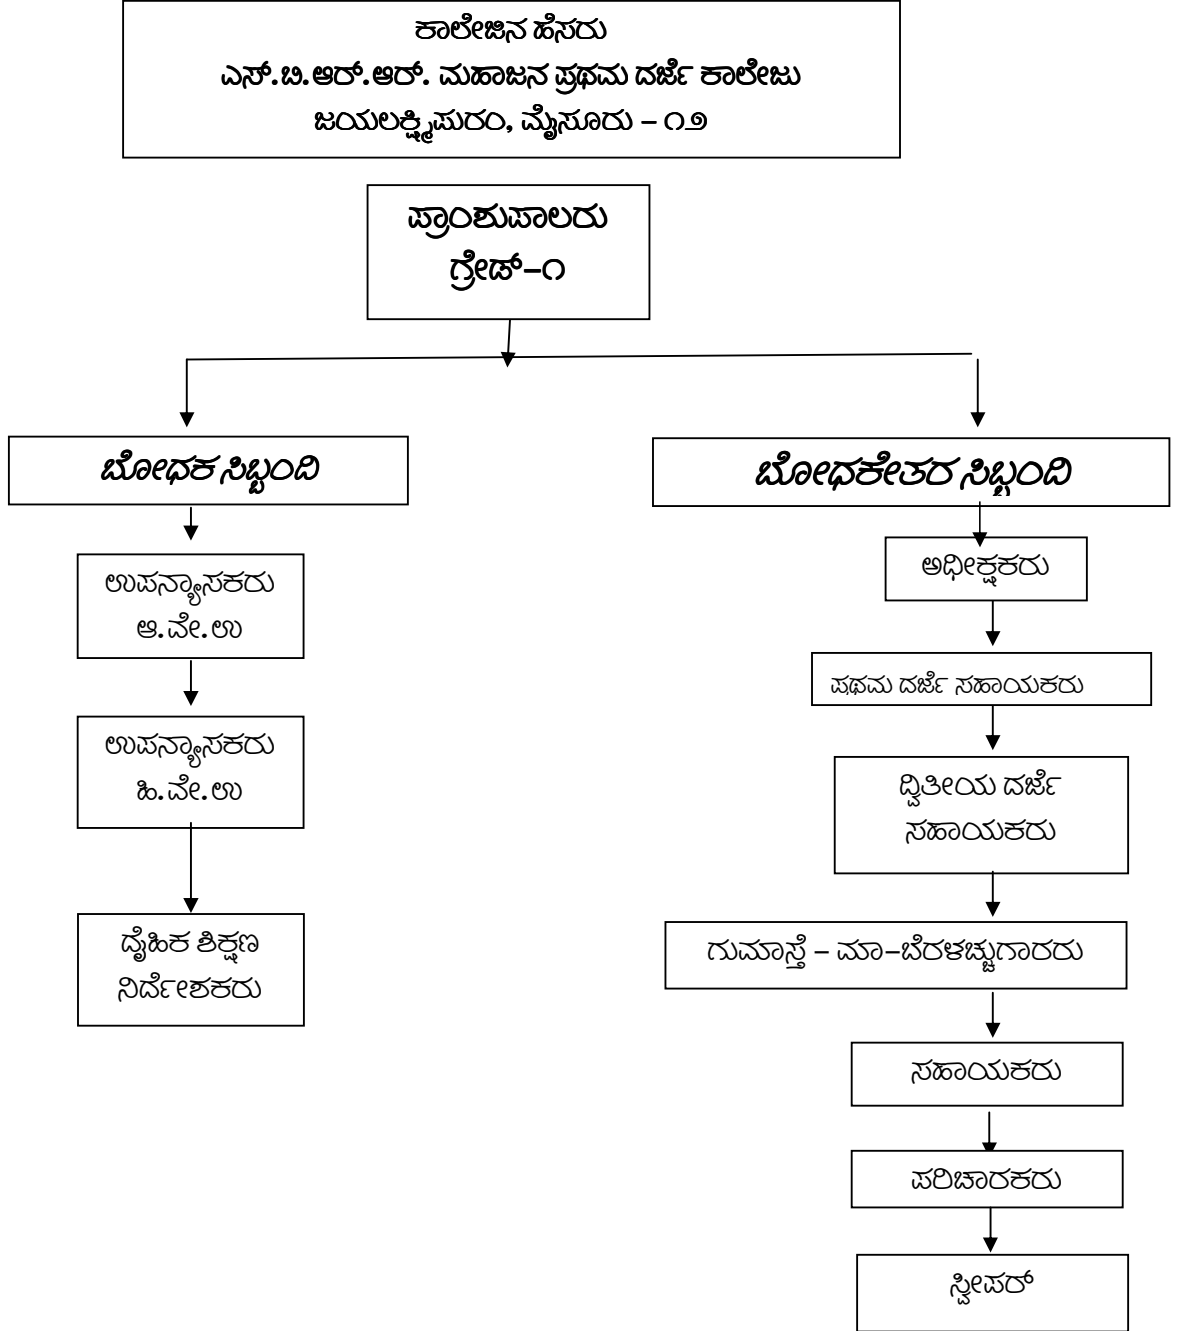 ಕಾಲೇಜಿನ ಹೆಸರು
ಎಸ್.ಬಿ.ಆರ್.ಆರ್. ಮಹಾಜನ ಪ್ರಥಮ ದರ್ಜೆ ಕಾಲೇಜು
ಜಯಲಕ್ಷ್ಮಿಪುರಂ, ಮೈಸೂರು – ೧೨
ಪ್ರಾಂಶುಪಾಲರು
ಗ್ರೇಡ್–೧
ಬೋಧಕ ಸಿಬ್ಬಂದಿ
ಉಪನ್ಯಾಸಕರು
ಆ.ವೇ.ಉ
ಉಪನ್ಯಾಸಕರು
ಹಿ.ವೇ.ಉ
ದೈಹಿಕ ಶಿಕ್ಷಣ
ನಿರ್ದೇಶಕರು
ಬೋಧಕೇತರ ಸಿಬ್ಬಂದಿ
ಅಧೀಕ್ಷಕರು
ಪ್ರಥಮ ದರ್ಜೆ ಸಹಾಯಕರು
ದ್ವಿತೀಯ ದರ್ಜೆ
ಸಹಾಯಕರು
ಗುಮಾಸ್ತೆ – ಮಾ–ಬೆರಳಚ್ಚುಗಾರರು
ಸಹಾಯಕರು
ಪರಿಚಾರಕರು
ಸ್ವೀಪರ್